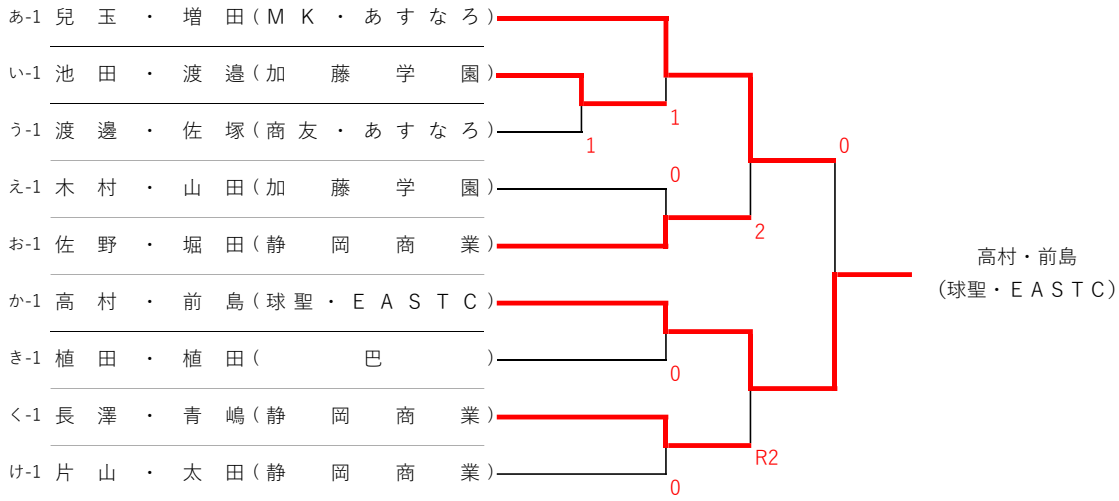 あ-1 兒玉・増田(ＭＫ・あすなろ)
い-1 池田・渡邉(加藤学園)
1
う-1 渡邊・佐塚(商友・あすなろ)
1
0
0
え-1 木村・山田(加藤学園)
2
お-1 佐野・堀田(静岡商業)
高村・前島
(球聖・ＥＡＳＴＣ)
か-1 高村・前島(球聖・ＥＡＳＴＣ)
き-1 植田・植田(巴)
0
く-1 長澤・青嶋(静岡商業)
R2
け-1 片山・太田(静岡商業)
0